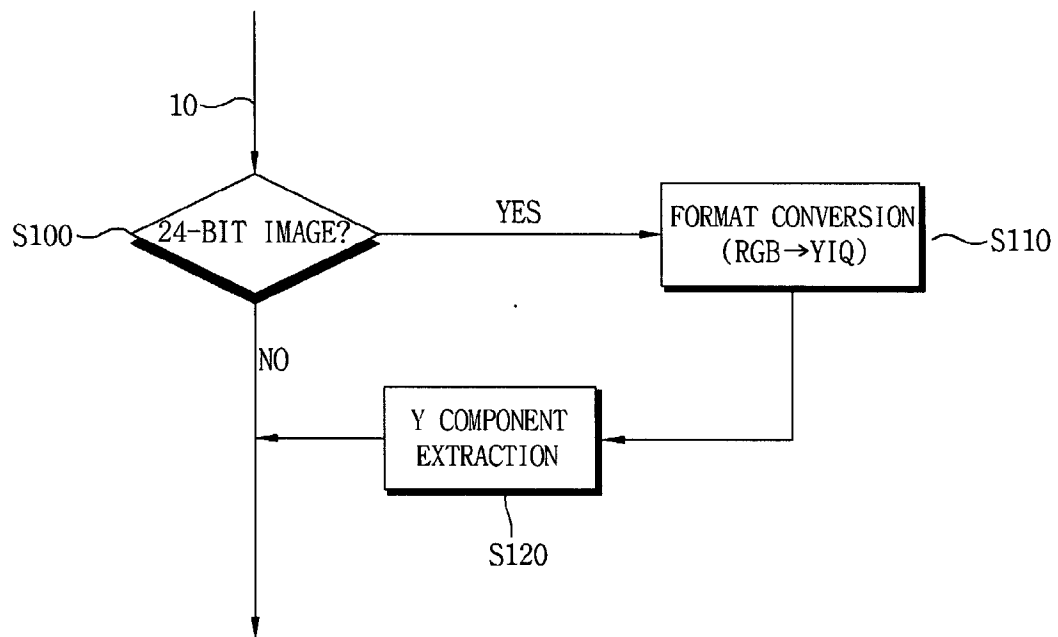 10
S100
24-BIT IMAGE?
YES
FORMAT CONVERSION
(RGB→YIQ)
S110
NO
Y COMPONENT
EXTRACTION
S120